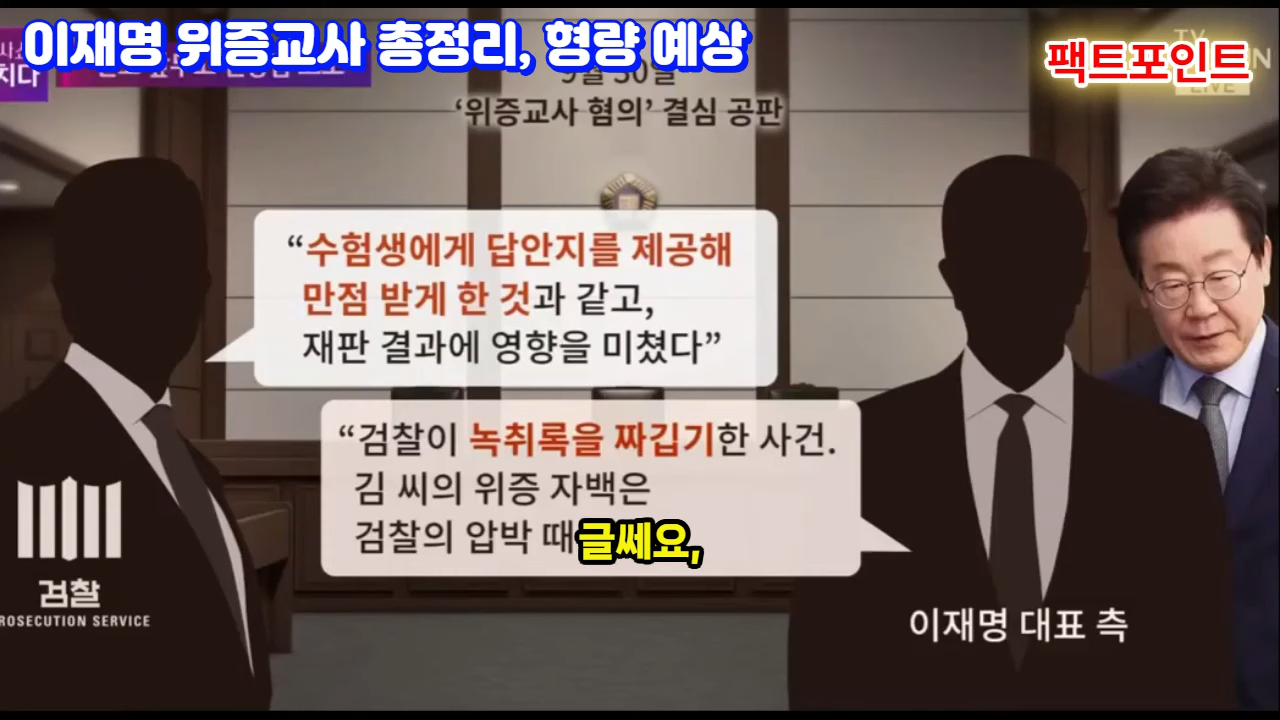 이재명 위증교사 총정리, 형량 예상
팩트포인트
치다
9월 30일
‘위증교사 혐의’ 결심 공판
LIVE
“수험생에게 답안지를 제공해
만점 받게 한 것과 같고,
재판 결과에 영향을 미쳤다”
“검찰이 녹취록을 짜깁기한 사건.
김 씨의 위증 자백은
검찰의 압박 때
글쎄요,
검찰
ROSECUTION SERVICE
이재명 대표 측